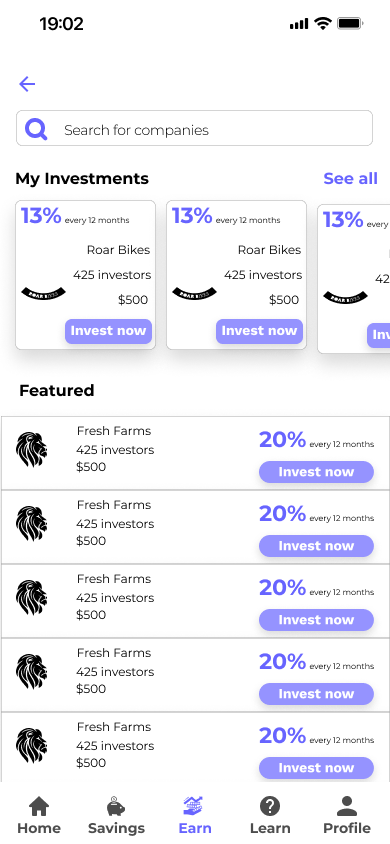 19:02
Search for companies
My Investments See all
13% every 12 months
Roar Bikes
425 investors
$500
Invest now
13% every 12 months
Roar Bikes
425 investors
$500
Invest now
13% every
42
Inv
Featured
Fresh Farms
425 investors
$500
20% every 12 months
Invest now
Fresh Farms
425 investors
$500
20% every 12 months
Invest now
Fresh Farms
425 investors
$500
20% every 12 months
Invest now
Fresh Farms
425 investors
$500
20% every 12 months
Invest now
Fresh Farms
425 investors
$500
20% every 12 months
Invest now
Home Savings Earn Learn Profile